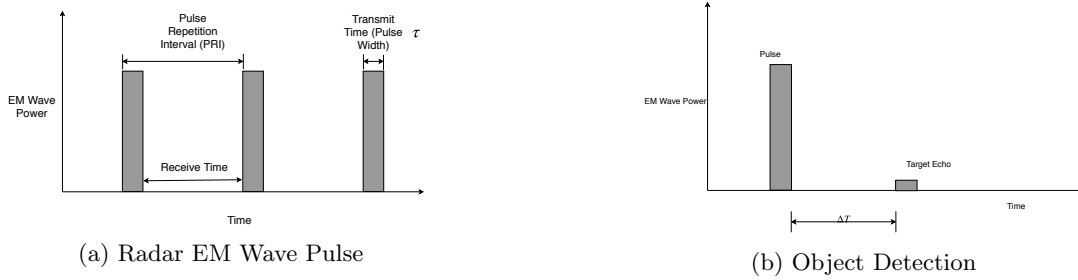 Pulse
Repetition
Interval (PRI)
Transmit
Time (Pulse
Width)
τ
EM Wave
Power
Receive Time
Time
(a) Radar EM Wave Pulse
Pulse
EM Wave Power
Target Echo
Time
ΔT
(b) Object Detection